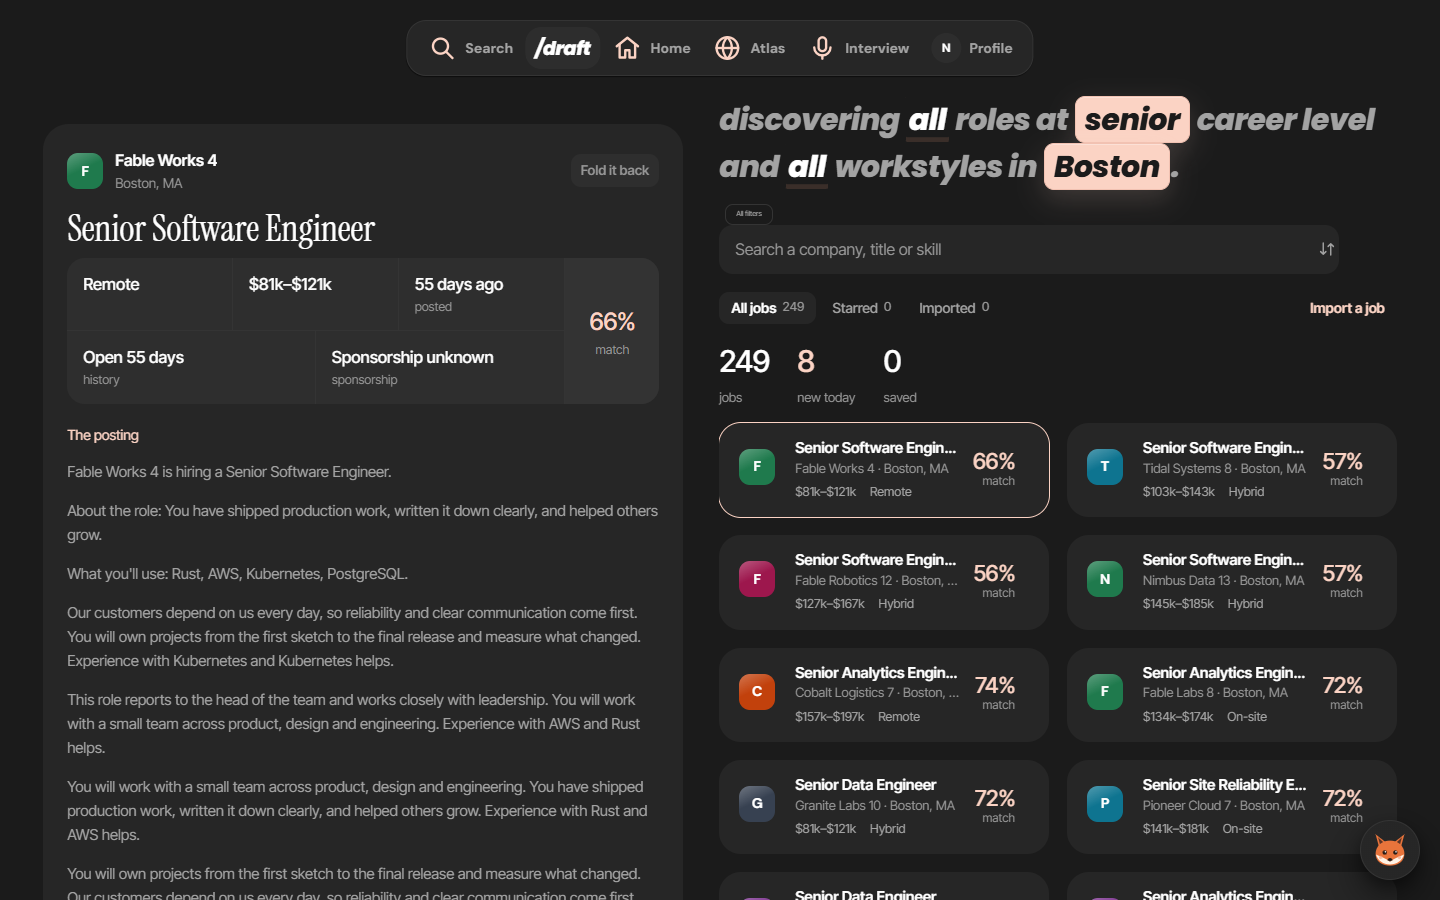 Search
/draft
Home
Atlas
Interview
N
Profile
F
Fable Works 4
Boston, MA
Fold it back
Senior Software Engineer
Remote
$81k–$121k
55 days ago
posted
66%
match
Open 55 days
history
Sponsorship unknown
sponsorship
The posting
Fable Works 4 is hiring a Senior Software Engineer.
About the role: You have shipped production work, written it down clearly, and helped others
grow.
What you'll use: Rust, AWS, Kubernetes, PostgreSQL.
Our customers depend on us every day, so reliability and clear communication come first.
You will own projects from the first sketch to the final release and measure what changed.
Experience with Kubernetes and Kubernetes helps.
This role reports to the head of the team and works closely with leadership. You will work
with a small team across product, design and engineering. Experience with AWS and Rust
helps.
You will work with a small team across product, design and engineering. You have shipped
production work, written it down clearly, and helped others grow. Experience with Rust and
AWS helps.
You will own projects from the first sketch to the final release and measure what changed.
Our customers depend on us every day, so reliability and clear communication come first.
discovering all roles at senior career level
and all workstyles in Boston .
All filters
Search a company, title or skill
All jobs 249
Starred 0
Imported 0
Import a job
249
jobs
8
new today
0
saved
F
Senior Software Engin...
Fable Works 4 · Boston, MA
$81k–$121k Remote
66%
match
T
Senior Software Engin...
Tidal Systems 8 · Boston, MA
$103k–$143k Hybrid
57%
match
F
Senior Software Engin...
Fable Robotics 12 · Boston, ...
$127k–$167k Hybrid
56%
match
N
Senior Software Engin...
Nimbus Data 13 · Boston, MA
$145k–$185k Hybrid
57%
match
C
Senior Analytics Engin...
Cobalt Logistics 7 · Boston, ...
$157k–$197k Remote
74%
match
F
Senior Analytics Engin...
Fable Labs 8 · Boston, MA
$134k–$174k On-site
72%
match
G
Senior Data Engineer
Granite Labs 10 · Boston, MA
$81k–$121k Hybrid
72%
match
P
Senior Site Reliability E...
Pioneer Cloud 7 · Boston, MA
$141k–$181k On-site
72%
match
Senior Data Engineer
Senior Analytics Engin...